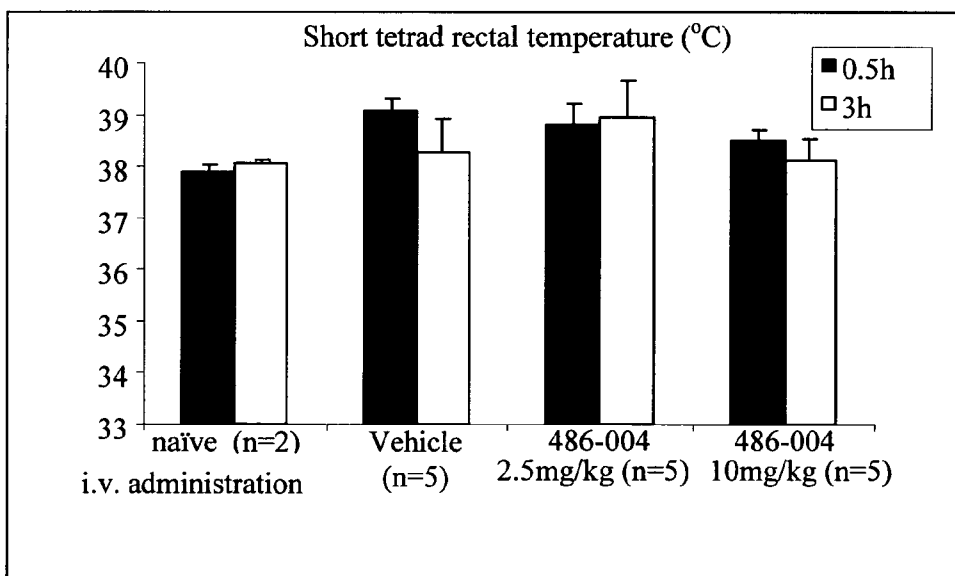 Short tetrad rectal temperature (°C)
0.5h
3h
40
39
38
37
36
35
34
33
naïve (n=2)
Vehicle
(n=5)
486-004
2.5mg/kg (n=5)
486-004
10mg/kg (n=5)
i.v. administration